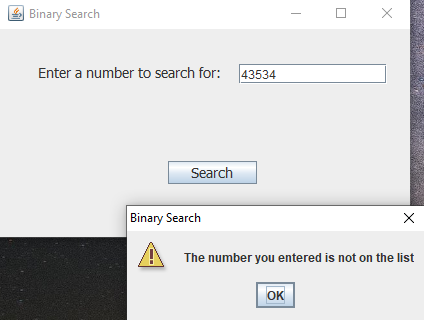 Binary Search
Enter a number to search for: 43534
Search
Binary Search
The number you entered is not on the list
OK